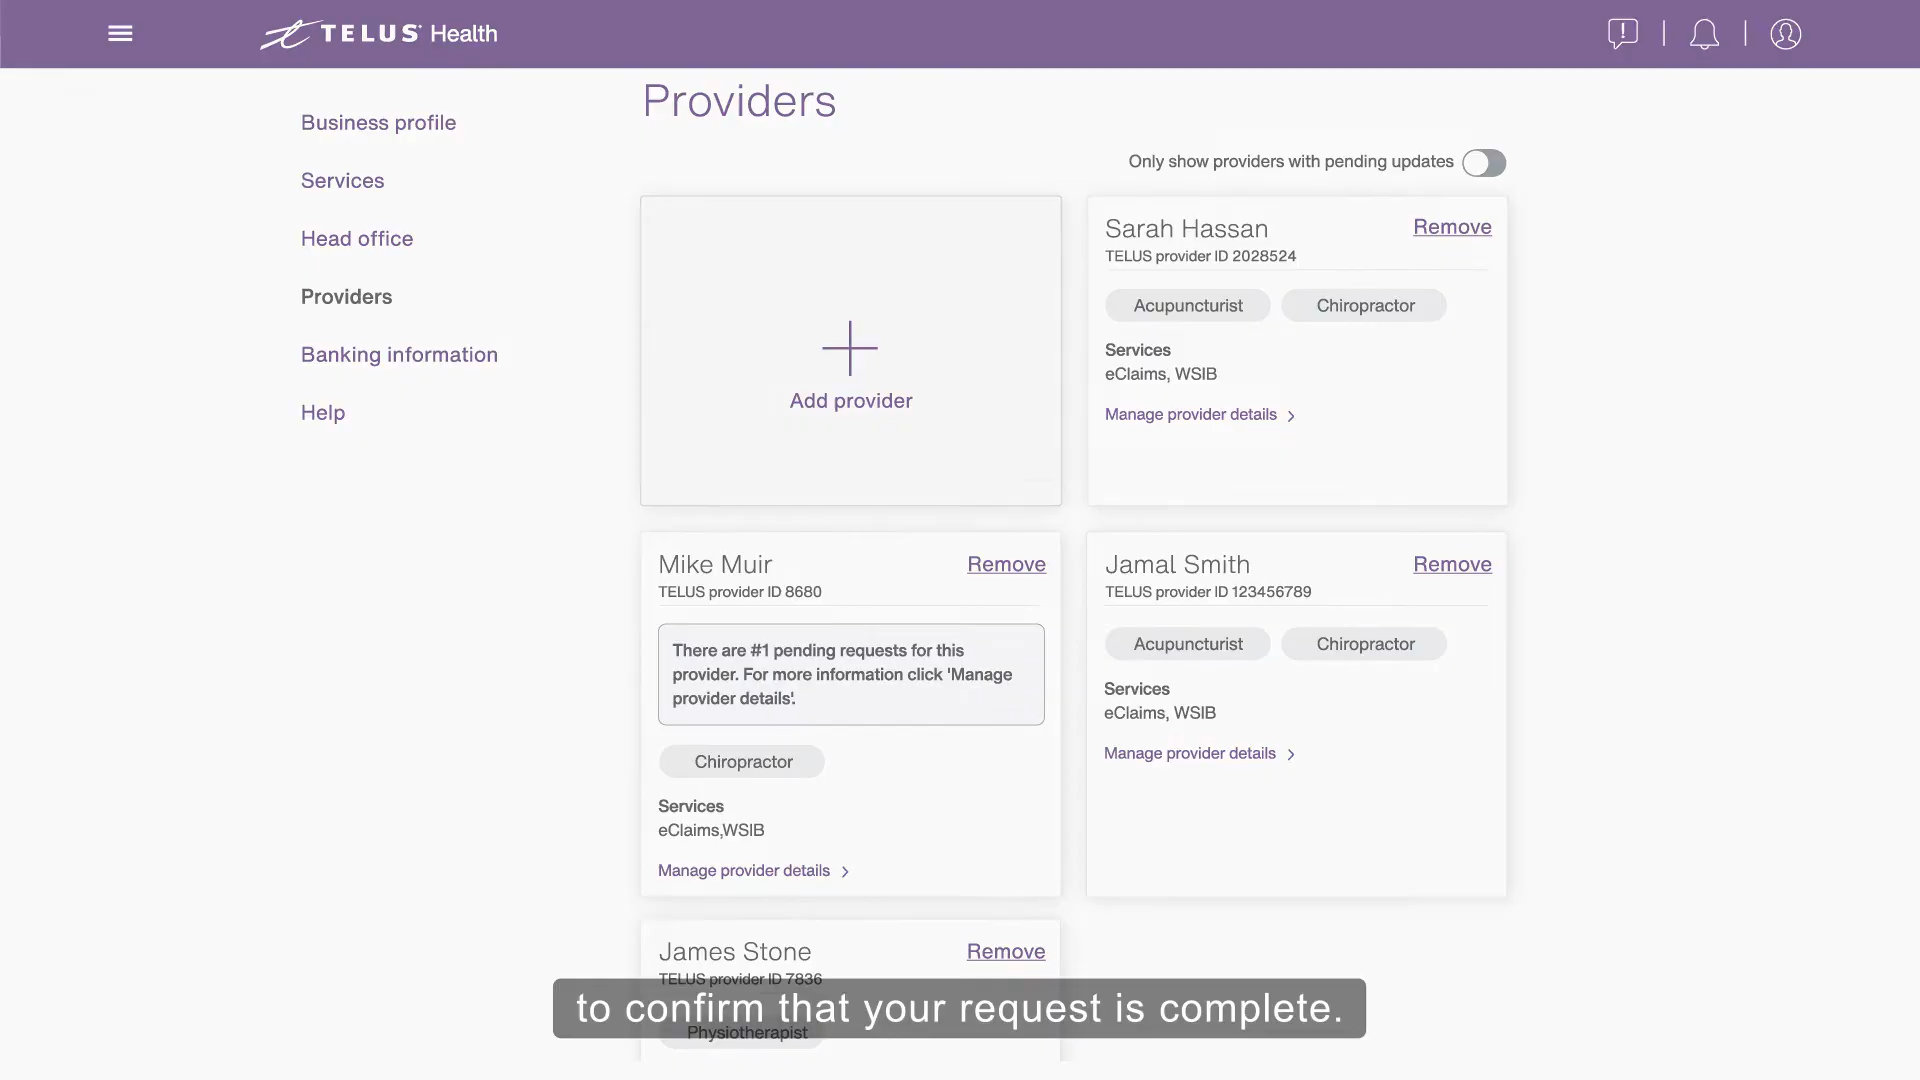 TELUS Health
Business profile
Services
Head office
Providers
Banking information
Help
Providers
Only show providers with pending updates
Add provider
Sarah Hassan
Remove
TELUS provider ID 2028524
Acupuncturist
Chiropractor
Services
eClaims, WSIB
Manage provider details
Mike Muir
Remove
TELUS provider ID 8680
There are #1 pending requests for this
provider. For more information click 'Manage
provider details'.
Chiropractor
Services
eClaims,WSIB
Manage provider details
Jamal Smith
Remove
TELUS provider ID 123456789
Acupuncturist
Chiropractor
Services
eClaims, WSIB
Manage provider details
James Stone
Remove
TELUS provider ID 7836
Physiotherapist
to confirm that your request is complete.